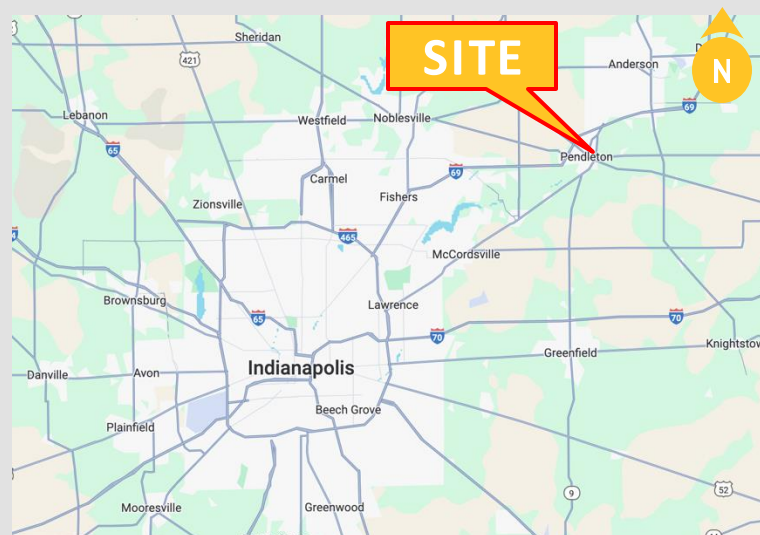 Sheridan
SITE
421
Anderson
N
69
Lebanon
Westfield
Noblesville
65
Pendleton
69
Carmel
Fishers
Zionsville
465
McCordsville
Brownsburg
Lawrence
65
70
70
Greenfield
Indianapolis
Danville
Avon
Beech Grove
Plainfield
9
52
Mooresville
Greenwood